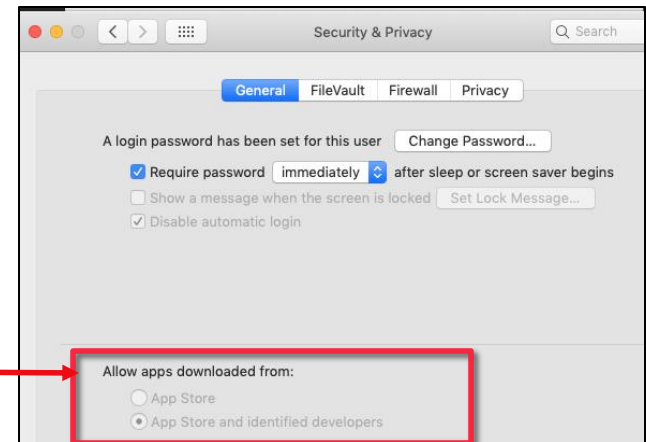 Security & Privacy
Search
General FileVault Firewall Privacy
A login password has been set for this user Change Password...
Require password immediately after sleep or screen saver begins
Show a message when the screen is locked Set Lock Message...
Disable automatic login
Allow apps downloaded from:
App Store
App Store and identified developers